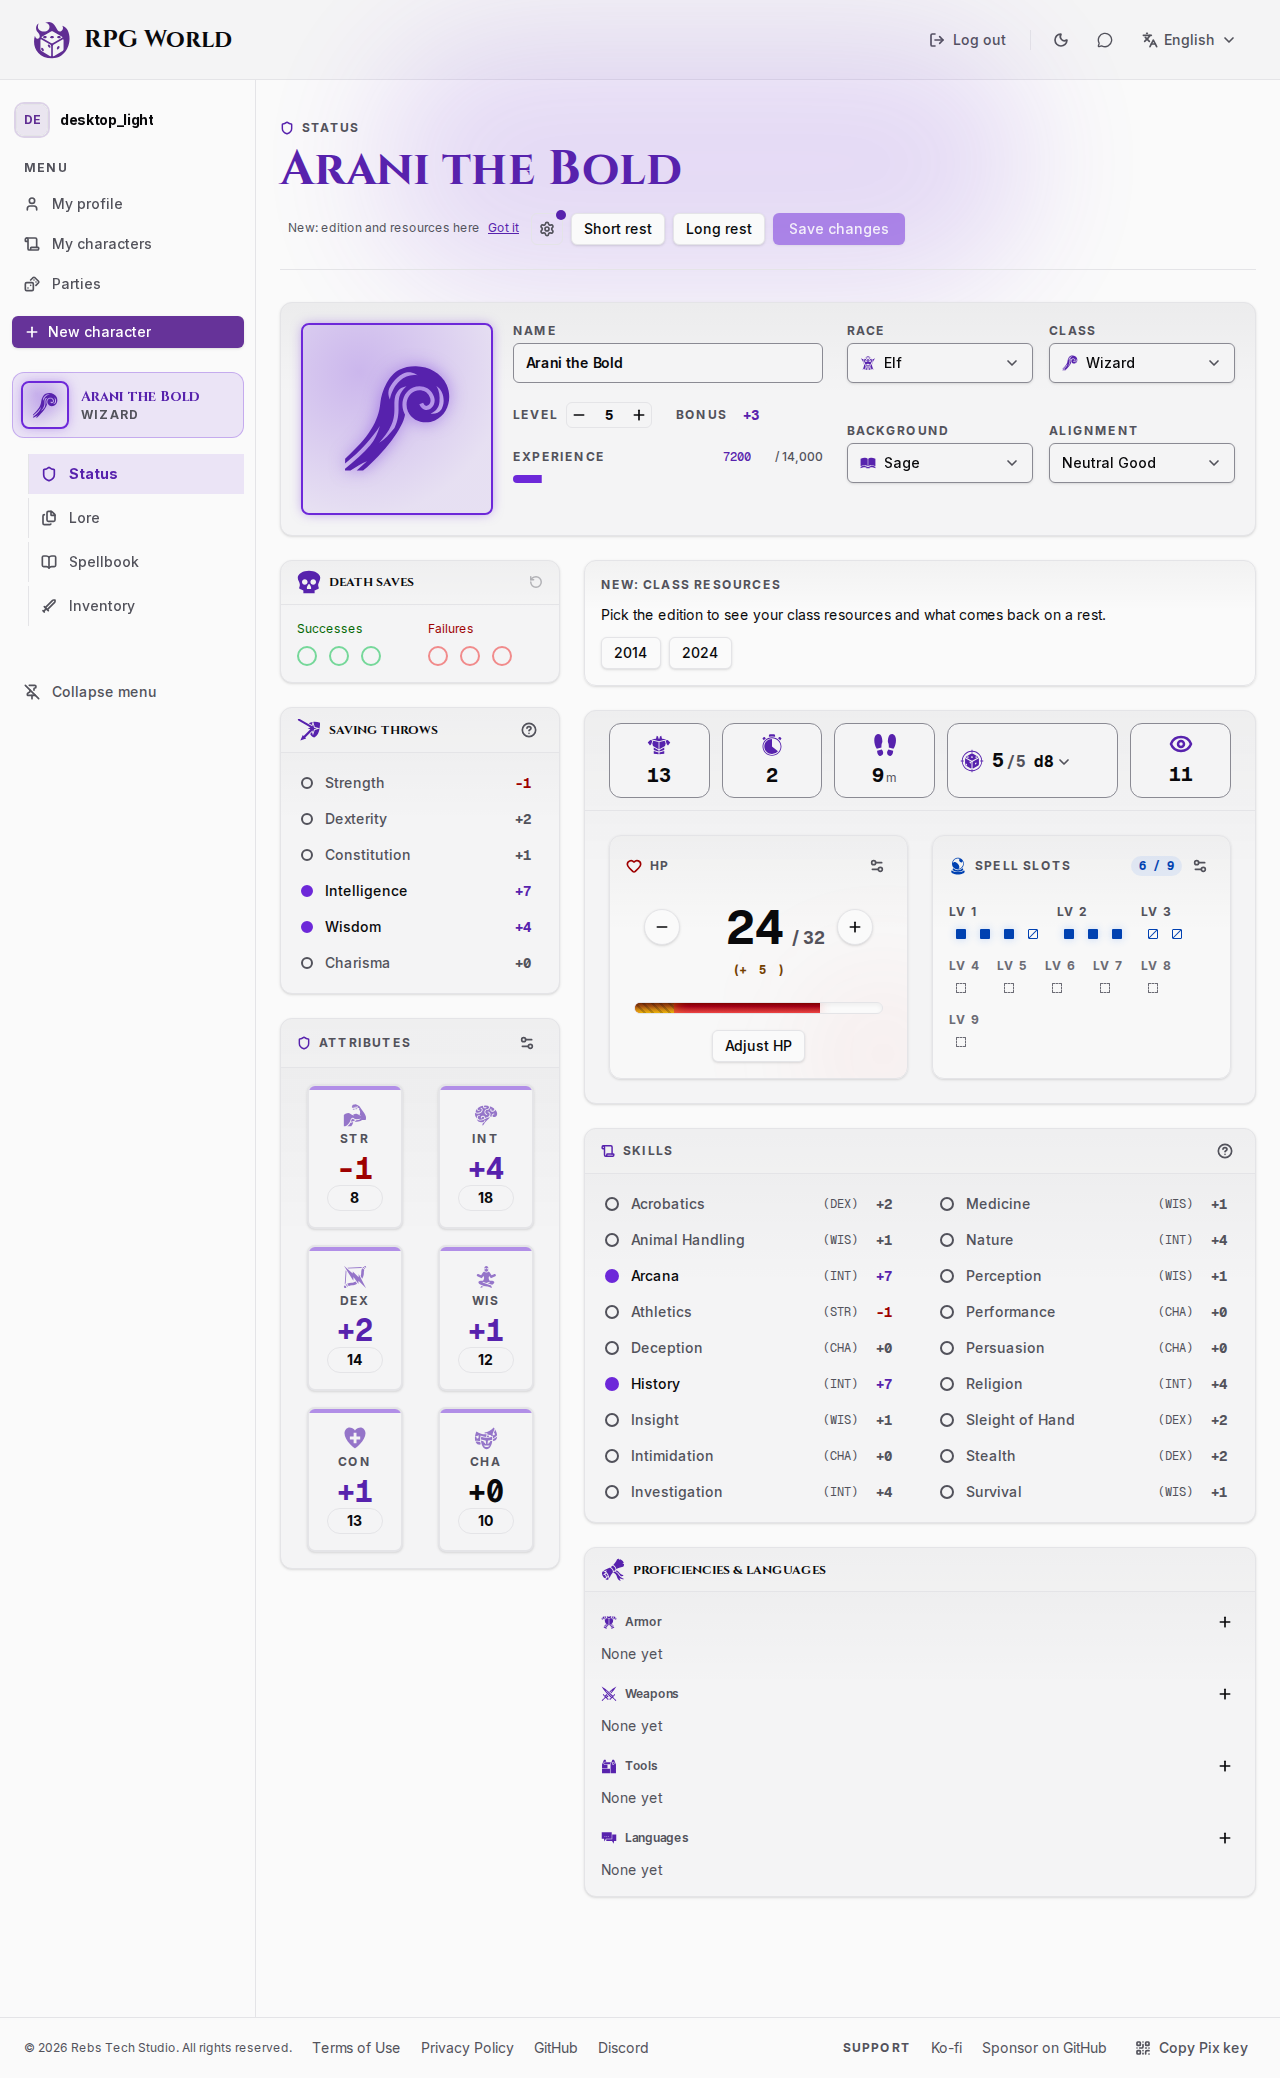 RPG World
Log out
English
DE
desktop_light
MENU
My profile
My characters
Parties
New character
Arani the Bold
WIZARD
Status
Lore
Spellbook
Inventory
Collapse menu
STATUS
Arani the Bold
New: edition and resources here Got it
Short rest
Long rest
Save changes
NAME
Arani the Bold
RACE
Elf
CLASS
Wizard
LEVEL 5
BONUS +3
EXPERIENCE 7200 / 14,000
BACKGROUND
Sage
ALIGNMENT
Neutral Good
Death Saves
Successes
Failures
NEW: CLASS RESOURCES
Pick the edition to see your class resources and what comes back on a rest.
2014
2024
Saving Throws
Strength -1
Dexterity +2
Constitution +1
Intelligence +7
Wisdom +4
Charisma +0
13
2
9 m
5 /5 d8
11
HP
24 / 32
(+ 5 )
Adjust HP
SPELL SLOTS 6 / 9
LV 1 LV 2 LV 3
LV 4 LV 5 LV 6 LV 7 LV 8
LV 9
ATTRIBUTES
STR
-1
8
INT
+4
18
DEX
+2
14
WIS
+1
12
CON
+1
13
CHA
+0
10
SKILLS
Acrobatics (DEX) +2
Animal Handling (WIS) +1
Arcana (INT) +7
Athletics (STR) -1
Deception (CHA) +0
History (INT) +7
Insight (WIS) +1
Intimidation (CHA) +0
Investigation (INT) +4
Medicine (WIS) +1
Nature (INT) +4
Perception (WIS) +1
Performance (CHA) +0
Persuasion (CHA) +0
Religion (INT) +4
Sleight of Hand (DEX) +2
Stealth (DEX) +2
Survival (WIS) +1
Proficiencies & Languages
Armor
None yet
Weapons
None yet
Tools
None yet
Languages
None yet
© 2026 Rebs Tech Studio. All rights reserved.
Terms of Use
Privacy Policy
GitHub
Discord
SUPPORT
Ko-fi
Sponsor on GitHub
Copy Pix key